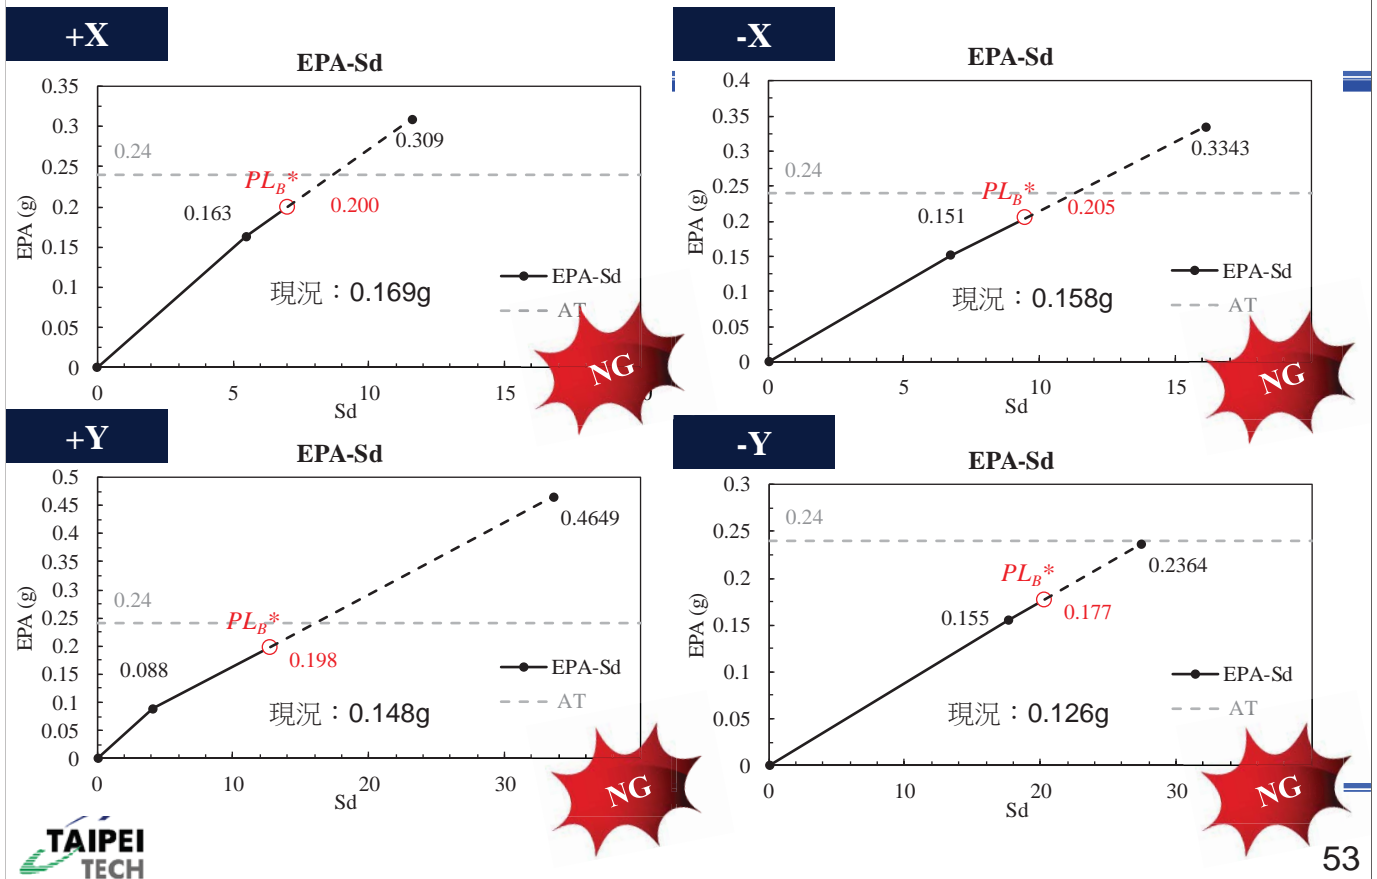 +X
EPA-Sd
0.35
0.3
0.25
0.2
0.15
0.1
0.05
0
EPA (g)
0.24
0.309
PL_B*
0.163
0.200
EPA-Sd
現況：0.169g
AT
NG
0
5
10
15
Sd
-X
EPA-Sd
0.4
0.35
0.3
0.25
0.2
0.15
0.1
0.05
0
EPA (g)
0.24
0.3343
PL_B*
0.151
0.205
EPA-Sd
現況：0.158g
AT
NG
0
5
10
15
Sd
+Y
EPA-Sd
0.5
0.45
0.4
0.35
0.3
0.25
0.2
0.15
0.1
0.05
0
EPA (g)
0.4649
0.24
PL_B*
0.198
0.088
EPA-Sd
現況：0.148g
AT
NG
0
10
20
30
Sd
-Y
EPA-Sd
0.3
0.25
0.2
0.15
0.1
0.05
0
EPA (g)
0.24
0.2364
PL_B*
0.155
0.177
EPA-Sd
現況：0.126g
AT
NG
0
10
20
30
Sd
TAIPEI
TECH
53